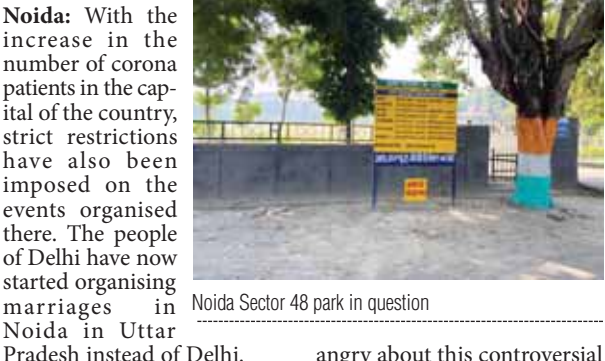 Noida: With the
increase in the
number of corona
patients in the cap-
ital of the country,
strict restrictions
have also been
imposed on the
events organised
there. The people
of Delhi have now
started organising
marriages in
Noida in Uttar
Pradesh instead of Delhi.
Noida Sector 48 park in question
angry about this controversial